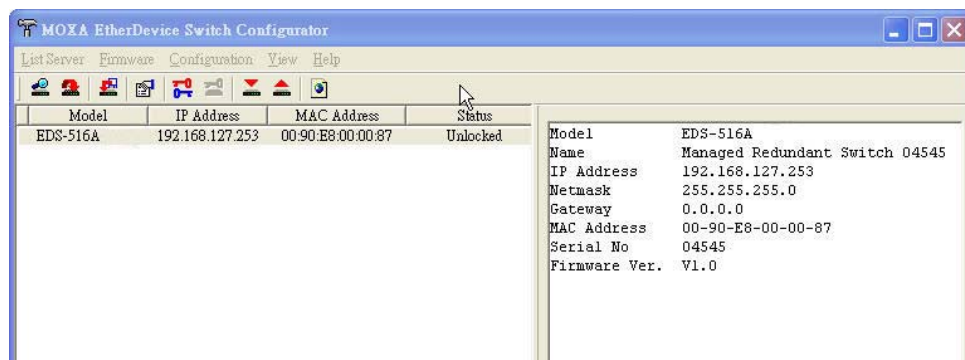 MOXA EtherDevice Switch Configurator
List Server Firmware Configuration View Help
Model IP Address MAC Address Status
EDS-516A 192.168.127.253 00:90:E8:00:00:87 Unlocked
Model EDS-516A
Name Managed Redundant Switch 04545
IP Address 192.168.127.253
Netmask 255.255.255.0
Gateway 0.0.0.0
MAC Address 00-90-E8-00-00-87
Serial No 04545
Firmware Ver. V1.0